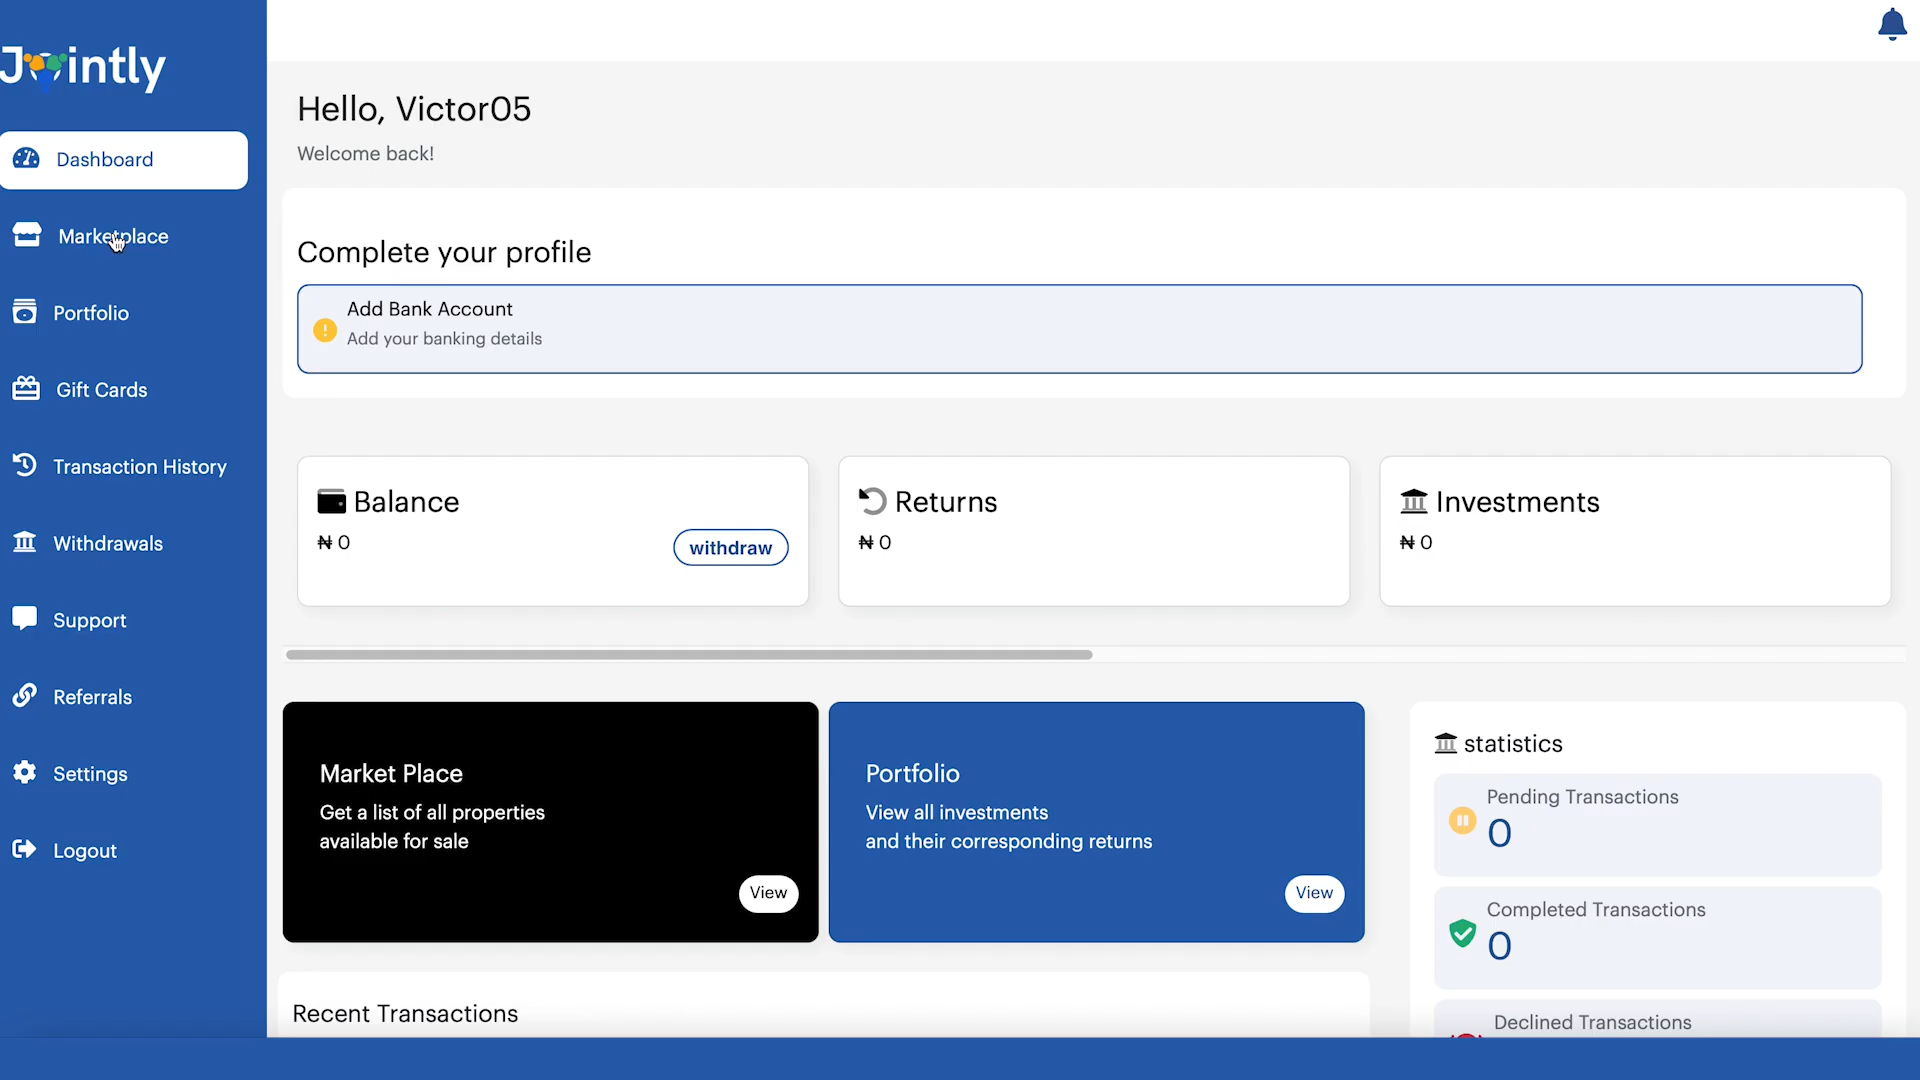 Jointly
Dashboard
Marketplace
Portfolio
Gift Cards
Transaction History
Withdrawals
Support
Referrals
Settings
Logout
Hello, Victor05
Welcome back!
Complete your profile
Add Bank Account
Add your banking details
Balance
₦ 0
withdraw
Returns
₦ 0
Investments
₦ 0
Market Place
Get a list of all properties
available for sale
View
Portfolio
View all investments
and their corresponding returns
View
statistics
Pending Transactions
0
Completed Transactions
0
Declined Transactions
Recent Transactions